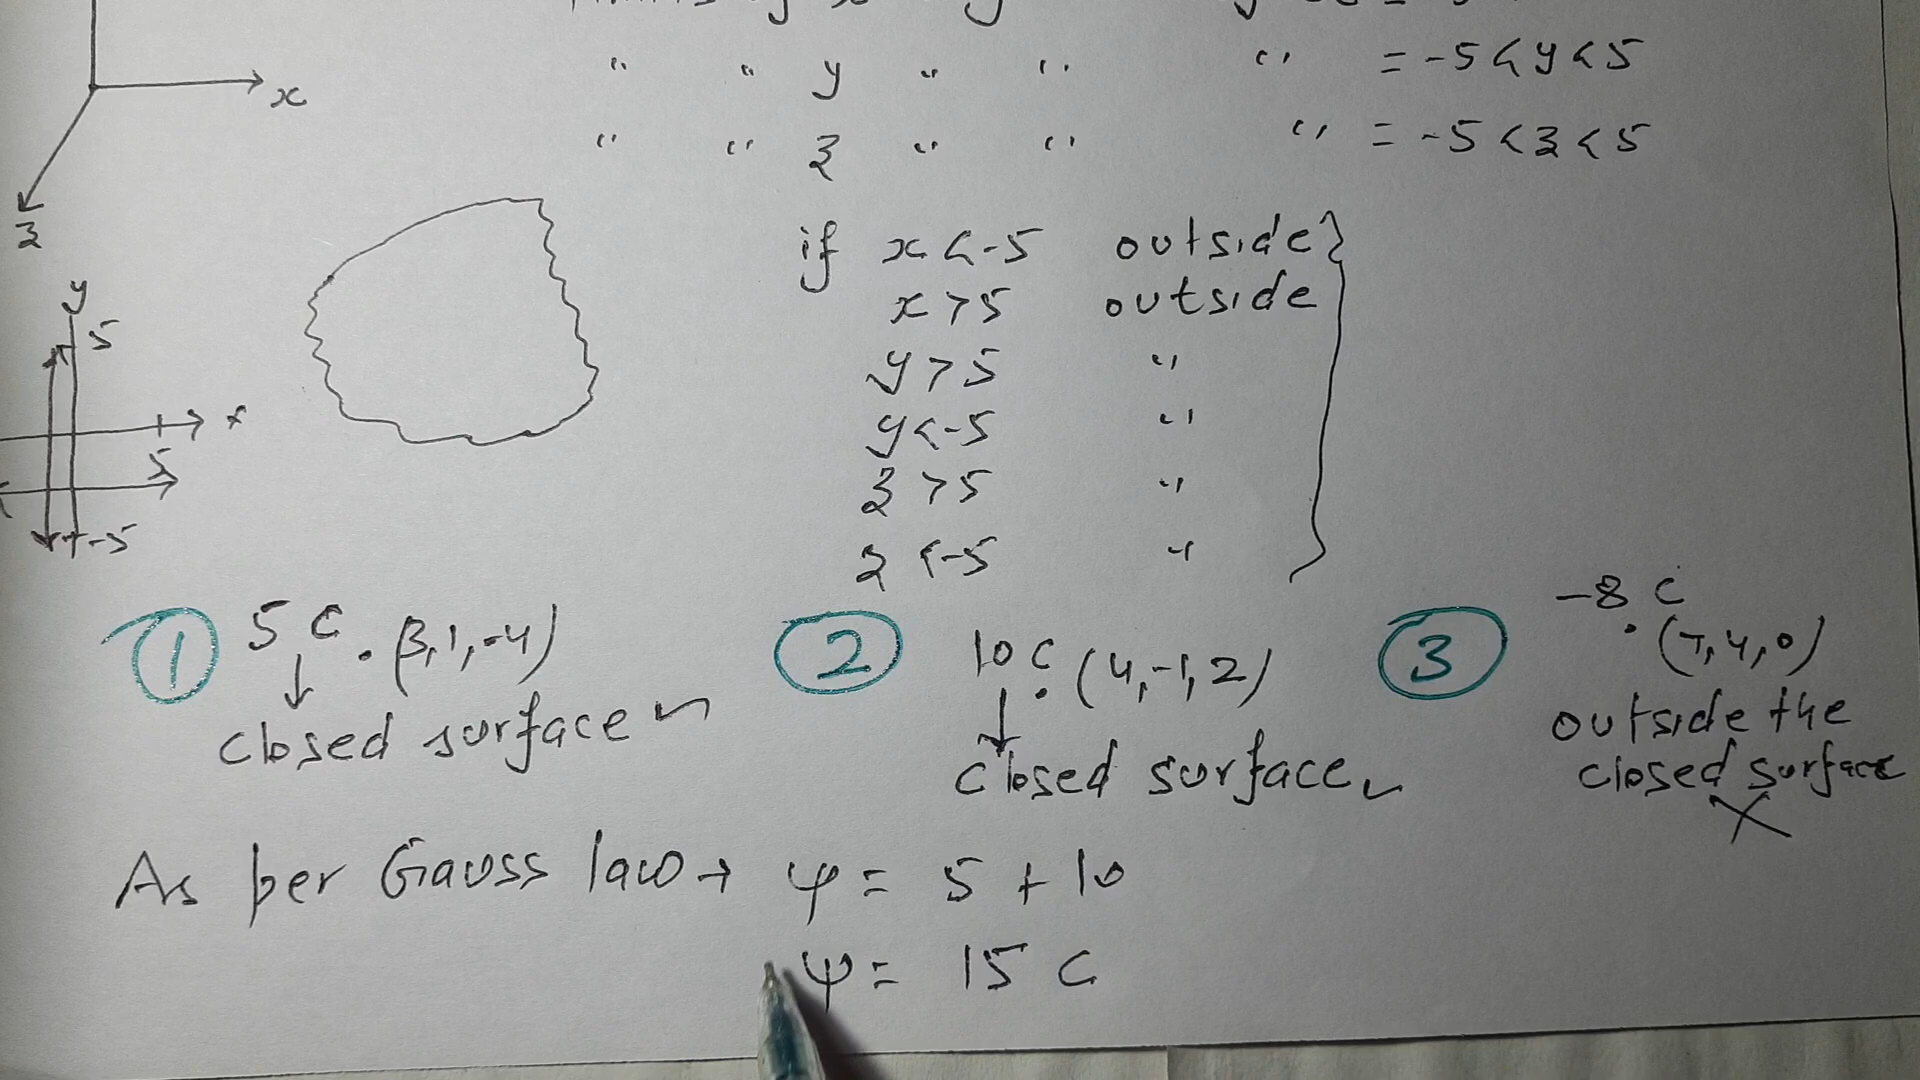 x
z
" " y " " " = -5 < y < 5
" " z " " " = -5 < z < 5
if x < -5 outside }
x > 5 outside
y > 5 "
y < -5 "
z > 5 "
z < -5 "
y
5
x
5
-5
① 5 C . (3, 1, -4)
↓
closed surface ✓
② 10 C . (4, -1, 2)
↓
closed surface ✓
③ -8 C
. (7, 4, 0)
outside the
closed surface
X
As per Gauss law → ψ = 5 + 10
ψ = 15 C